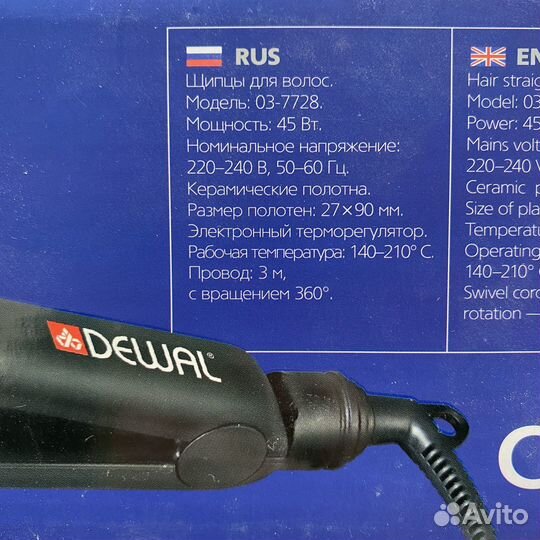 RUS
Щипцы для волос.
Модель: 03-7728.
Мощность: 45 Вт.
Номинальное напряжение:
220–240 В, 50–60 Гц.
Керамические полотна.
Размер полотен: 27×90 мм.
Электронный терморегулятор.
Рабочая температура: 140–210° С.
Провод: 3 м,
с вращением 360°.
EN
Hair straig
Model: 03
Power: 45
Mains volt
220–240 V
Ceramic p
Size of pla
Temperatu
Operating
140–210°
Swivel cord
rotation —
DEWAL®
Avito